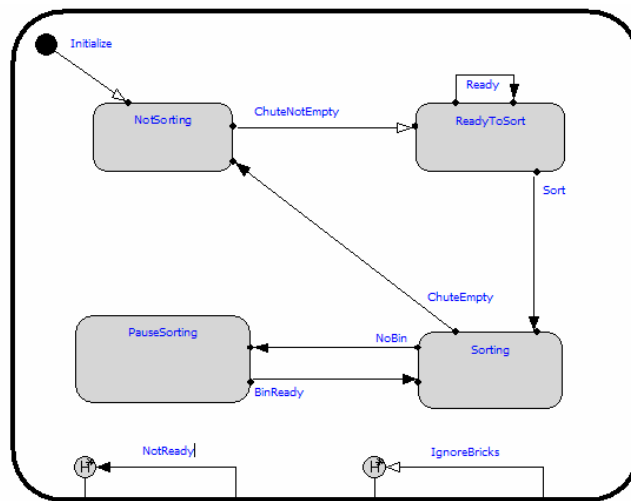 Initialize
Ready
NotSorting
ChuteNotEmpty
ReadyToSort
Sort
ChuteEmpty
PauseSorting
NoBin
Sorting
BinReady
NotReady
IgnoreBricks
H*
H*